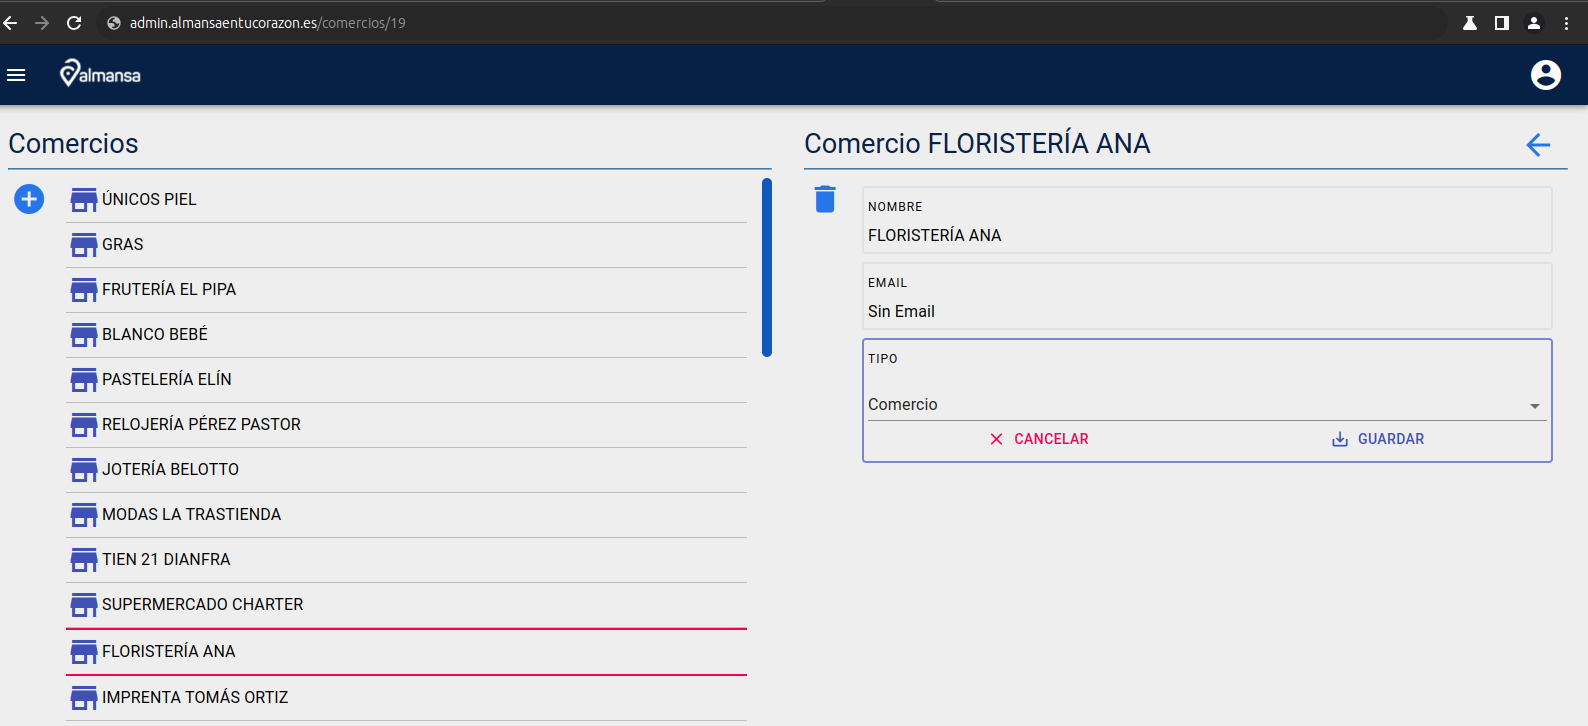 admin.almansaentucorazon.es/comercios/19
almansa
Comercios
ÚNICOS PIEL
GRAS
FRUTERÍA EL PIPA
BLANCO BEBÉ
PASTELERÍA ELÍN
RELOJERÍA PÉREZ PASTOR
JOTERÍA BELOTTO
MODAS LA TRASTIENDA
TIEN 21 DIANFRA
SUPERMERCADO CHARTER
FLORISTERÍA ANA
IMPRENTA TOMÁS ORTIZ
Comercio FLORISTERÍA ANA
NOMBRE
FLORISTERÍA ANA
EMAIL
Sin Email
TIPO
Comercio
CANCELAR GUARDAR